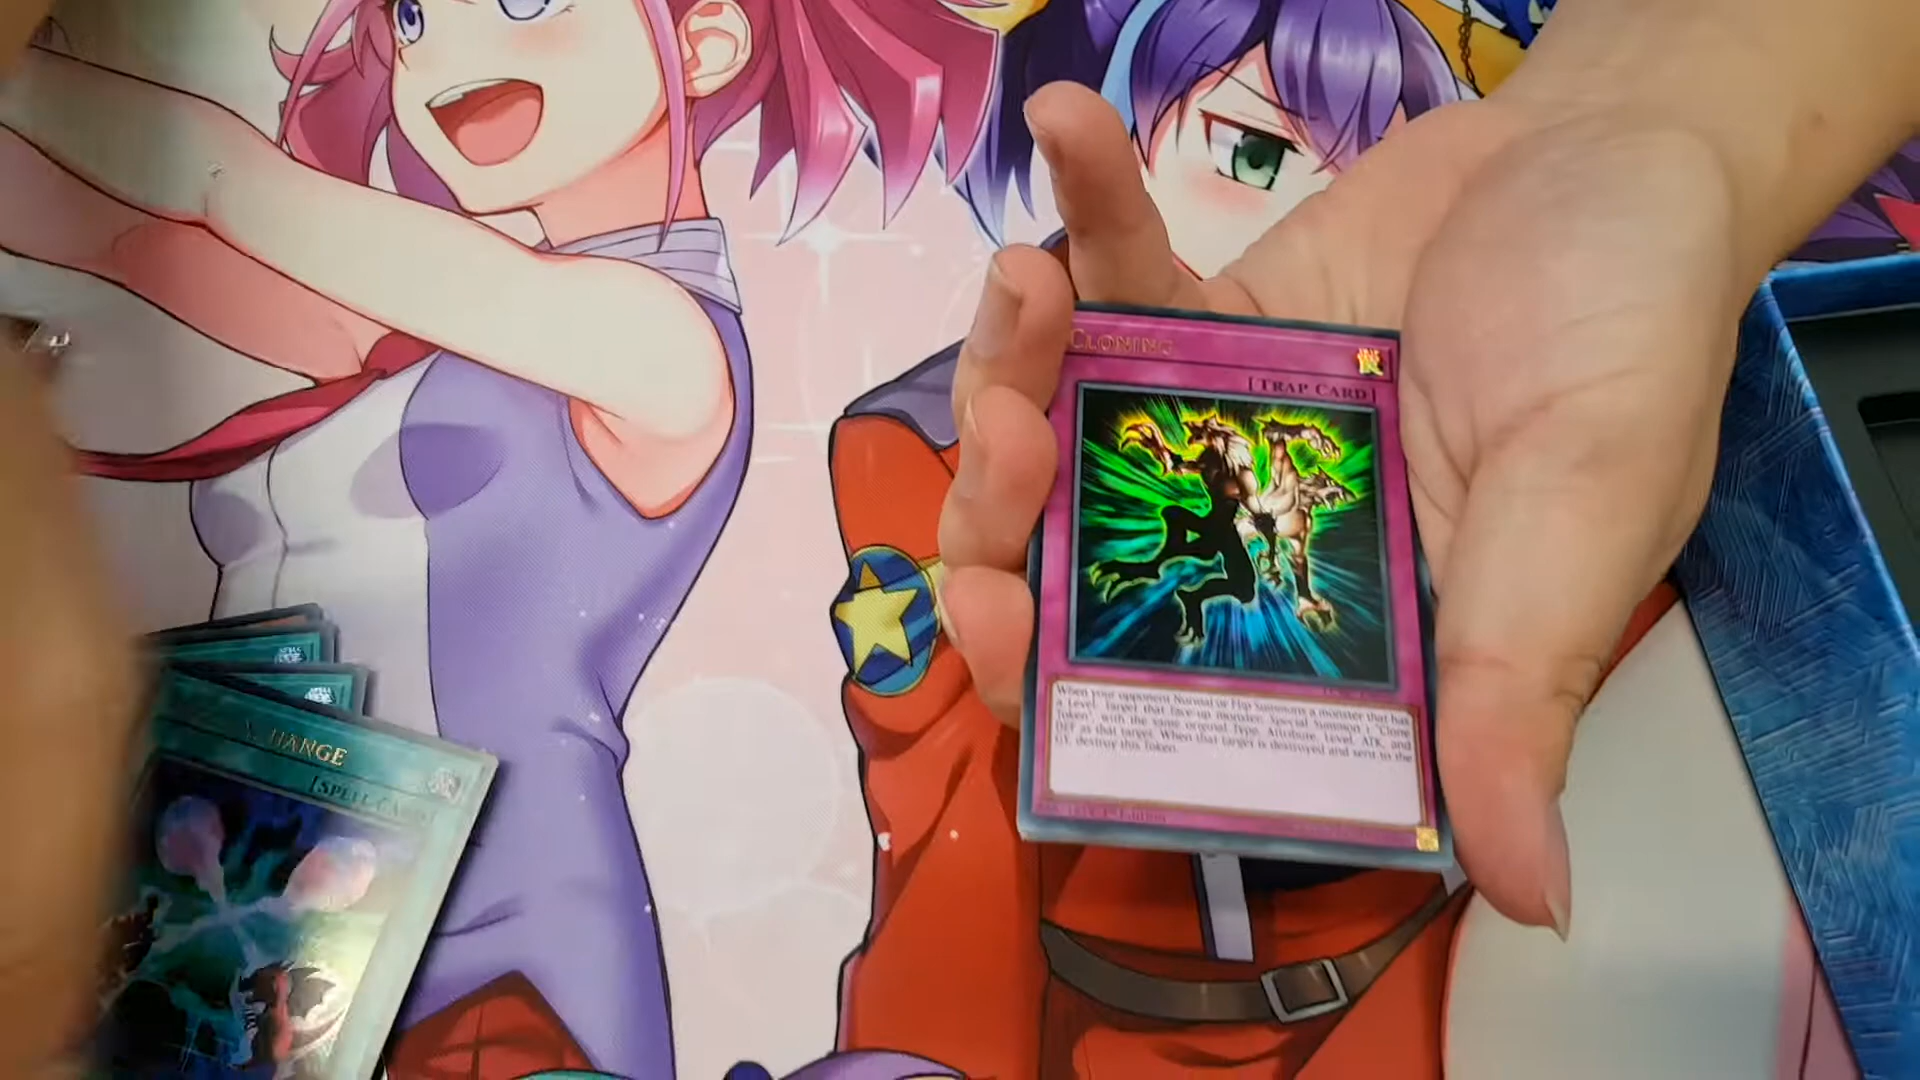 CLONING
[TRAP CARD]
When your opponent Normal or Flip Summons a monster that has
a Level: Target that face-up monster; Special Summon 1 "Clone
Token", with the same original Type, Attribute, Level, ATK, and
DEF as that target. When that target is destroyed and sent to the
GY, destroy this Token.
1st Edition
HANGE
[SPELL CARD